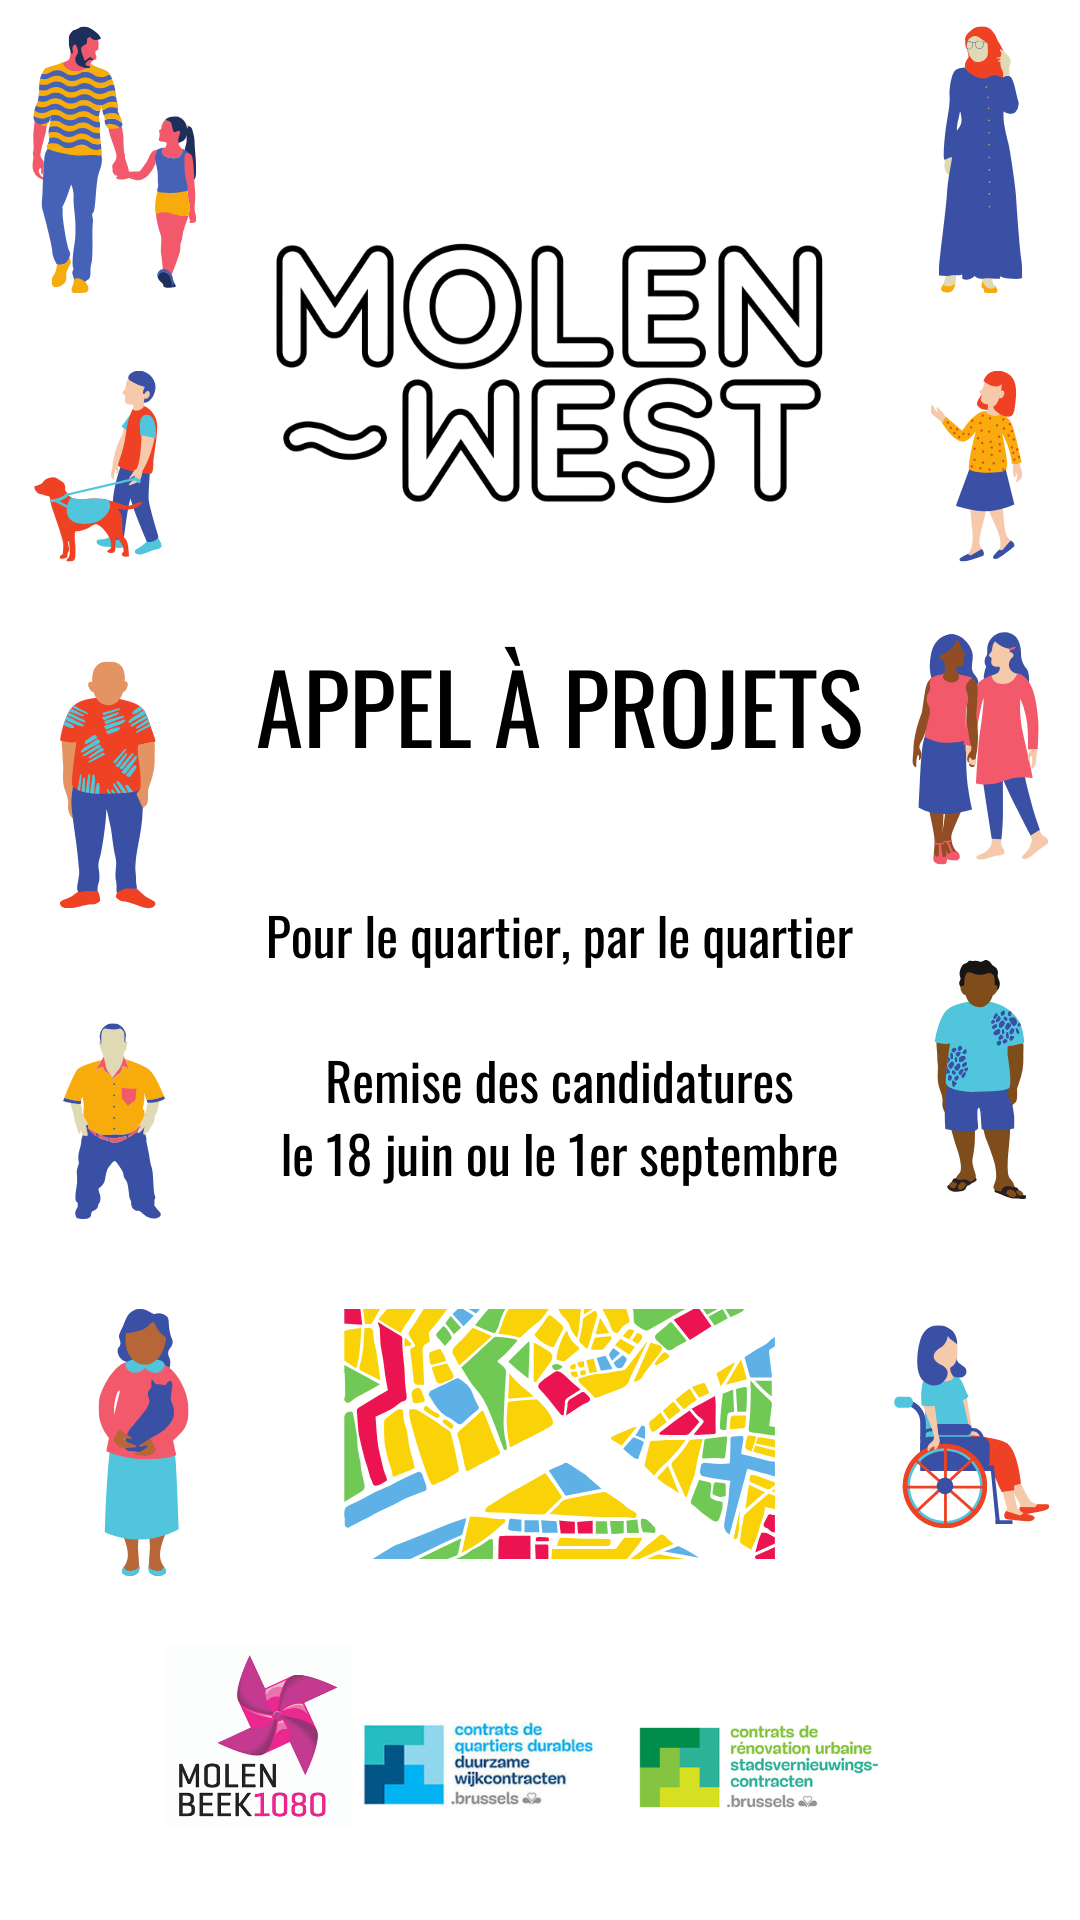 MOLEN
~WEST
APPEL À PROJETS
Pour le quartier, par le quartier
Remise des candidatures
le 18 juin ou le 1er septembre
MOLEN
BEEK1080
contrats de
quartiers durables
duurzame
wijkcontracten
.brussels
contrats de
rénovation urbaine
stadsvernieuwings-
contracten
.brussels